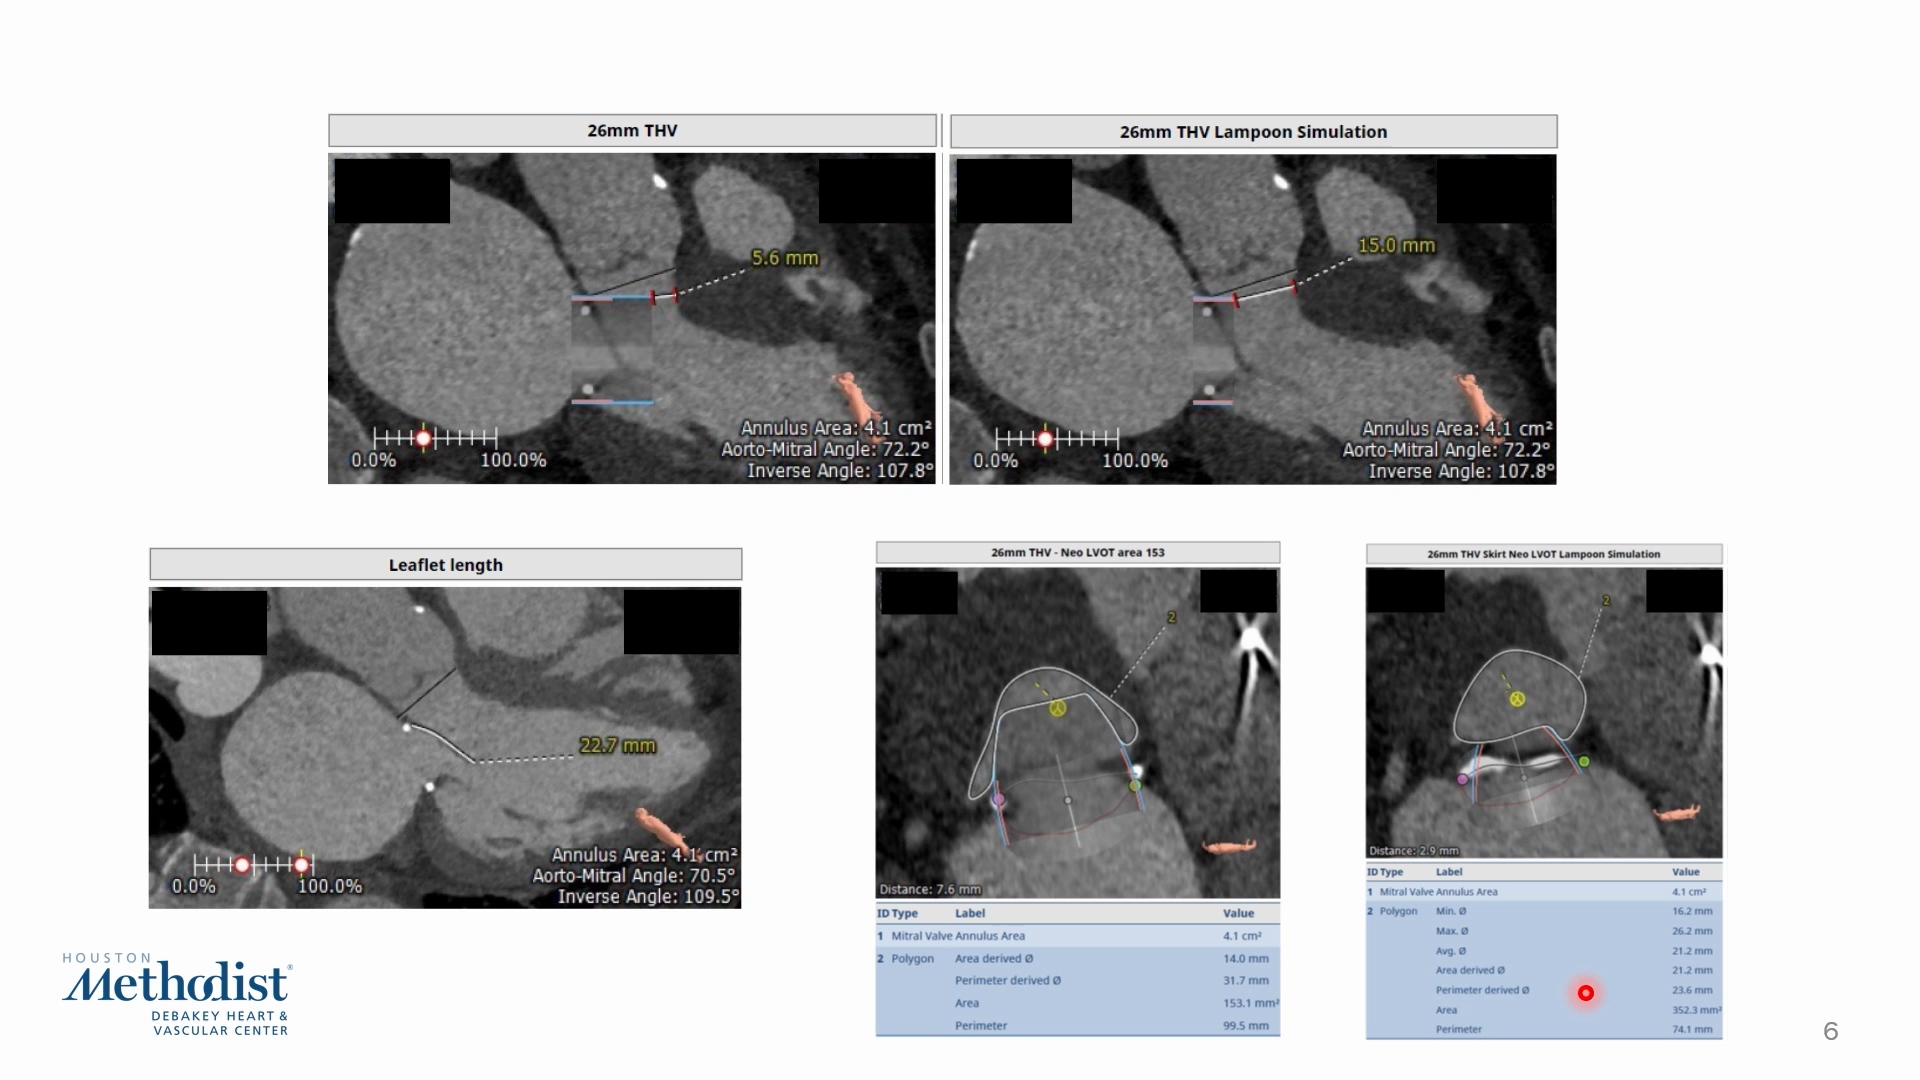 26mm THV
5.6 mm
0.0%
100.0%
Annulus Area: 4.1 cm²
Aorto-Mitral Angle: 72.2°
Inverse Angle: 107.8°
26mm THV Lampoon Simulation
15.0 mm
0.0%
100.0%
Annulus Area: 4.1 cm²
Aorto-Mitral Angle: 72.2°
Inverse Angle: 107.8°
Leaflet length
22.7 mm
0.0%
100.0%
Annulus Area: 4.1 cm²
Aorto-Mitral Angle: 70.5°
Inverse Angle: 109.5°
26mm THV - Neo LVOT area 153
2
Distance: 7.6 mm
ID Type Label Value
1 Mitral Valve Annulus Area 4.1 cm²
2 Polygon Area derived Ø 14.0 mm
Perimeter derived Ø 31.7 mm
Area 153.1 mm²
Perimeter 99.5 mm
26mm THV Skirt Neo LVOT Lampoon Simulation
2
Distance: 2.9 mm
ID Type Label Value
1 Mitral Valve Annulus Area 4.1 cm²
2 Polygon Min. Ø 16.2 mm
Max. Ø 26.2 mm
Avg. Ø 21.2 mm
Area derived Ø 21.2 mm
Perimeter derived Ø 23.6 mm
Area 352.3 mm²
Perimeter 74.1 mm
HOUSTON
Methodist®
DEBAKEY HEART &
VASCULAR CENTER
6